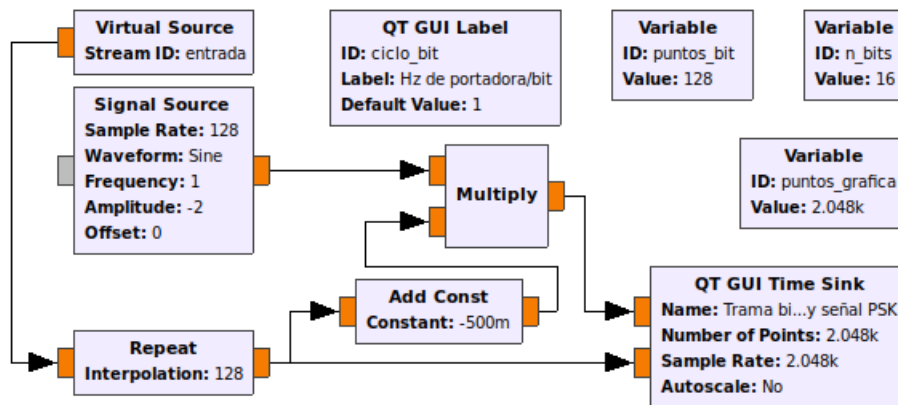 Virtual Source
Stream ID: entrada
QT GUI Label
ID: ciclo_bit
Label: Hz de portadora/bit
Default Value: 1
Variable
ID: puntos_bit
Value: 128
Variable
ID: n_bits
Value: 16
Signal Source
Sample Rate: 128
Waveform: Sine
Frequency: 1
Amplitude: -2
Offset: 0
Multiply
Variable
ID: puntos_grafica
Value: 2.048k
Add Const
Constant: -500m
QT GUI Time Sink
Name: Trama bi...y señal PSK
Number of Points: 2.048k
Sample Rate: 2.048k
Autoscale: No
Repeat
Interpolation: 128